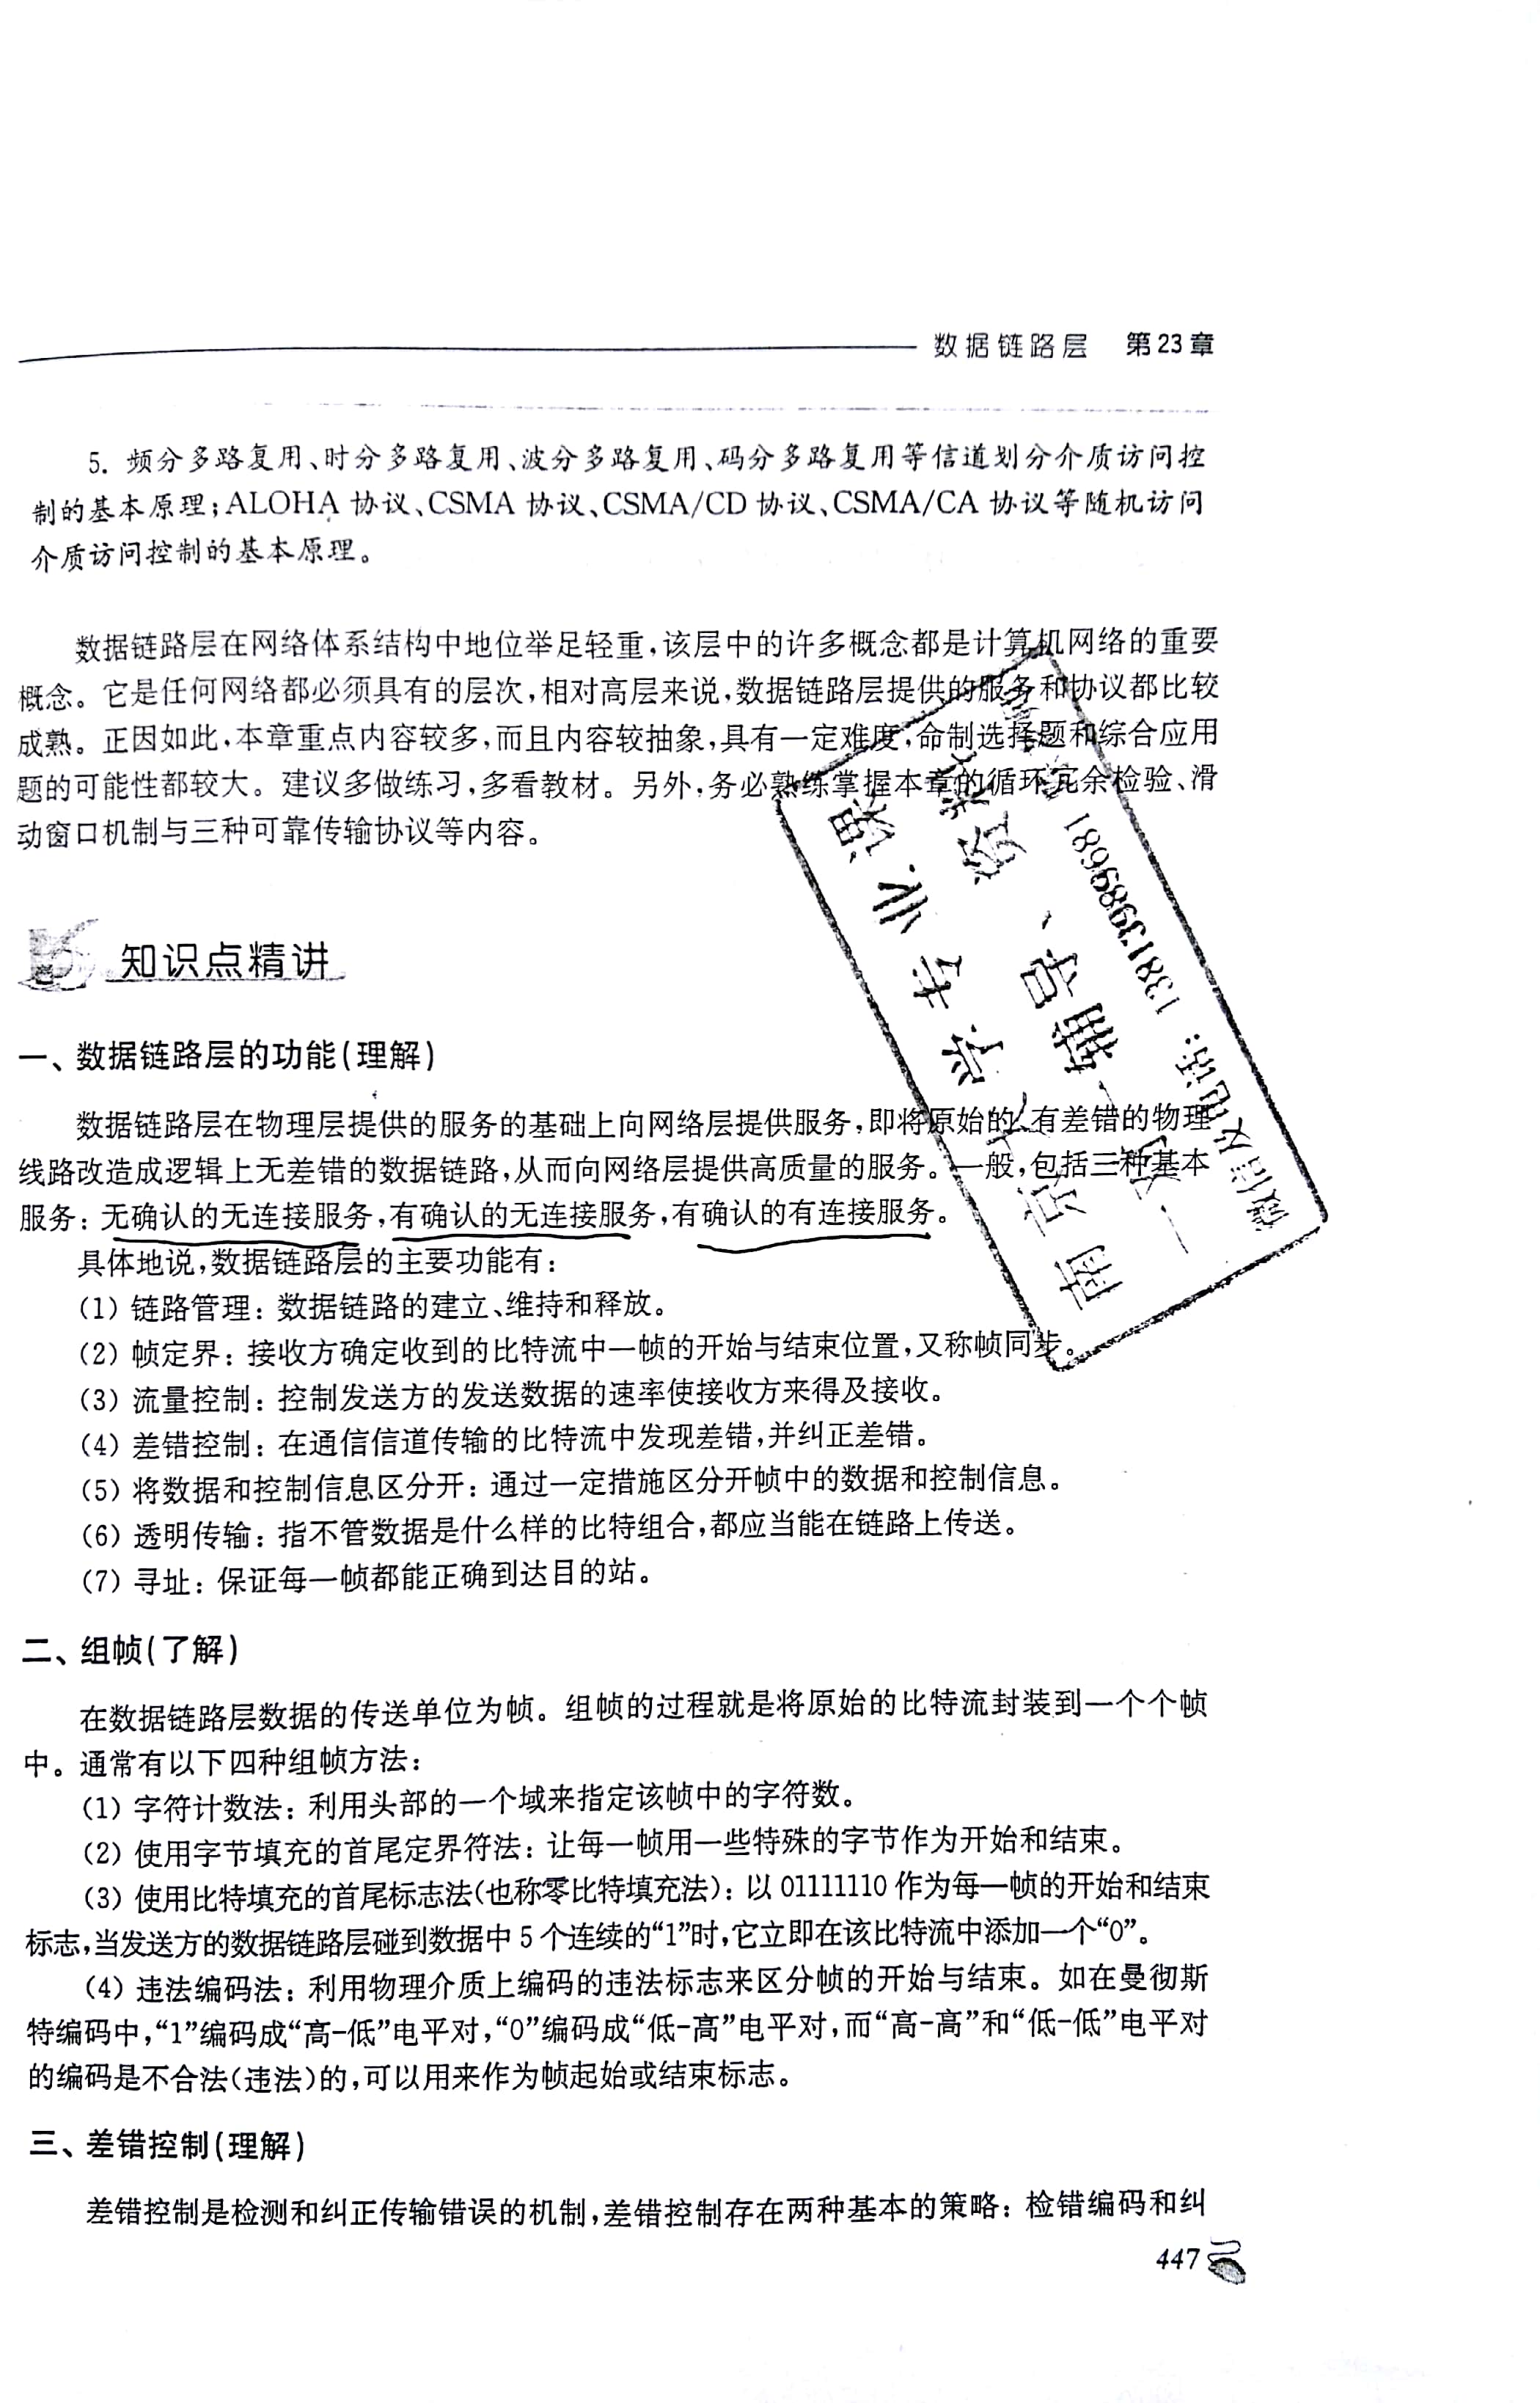 数据链路层 第23章
5. 频分多路复用、时分多路复用、波分多路复用、码分多路复用等信道划分介质访问控
制的基本原理;ALOHA 协议、CSMA 协议、CSMA/CD 协议、CSMA/CA 协议等随机访问
介质访问控制的基本原理。
数据链路层在网络体系结构中地位举足轻重,该层中的许多概念都是计算机网络的重要
概念。它是任何网络都必须具有的层次,相对高层来说,数据链路层提供的服务和协议都比较
成熟。正因如此,本章重点内容较多,而且内容较抽象,具有一定难度,命制选择题和综合应用
题的可能性都较大。建议多做练习,多看教材。另外,务必熟练掌握本章的循环冗余检验、滑
动窗口机制与三种可靠传输协议等内容。
知识点精讲
一、数据链路层的功能(理解)
数据链路层在物理层提供的服务的基础上向网络层提供服务,即将原始的、有差错的物理
线路改造成逻辑上无差错的数据链路,从而向网络层提供高质量的服务。一般,包括三种基本
服务:无确认的无连接服务,有确认的无连接服务,有确认的有连接服务。
具体地说,数据链路层的主要功能有:
(1) 链路管理:数据链路的建立、维持和释放。
(2) 帧定界:接收方确定收到的比特流中一帧的开始与结束位置,又称帧同步。
(3) 流量控制:控制发送方的发送数据的速率使接收方来得及接收。
(4) 差错控制:在通信信道传输的比特流中发现差错,并纠正差错。
(5) 将数据和控制信息区分开:通过一定措施区分开帧中的数据和控制信息。
(6) 透明传输:指不管数据是什么样的比特组合,都应当能在链路上传送。
(7) 寻址:保证每一帧都能正确到达目的站。
二、组帧(了解)
在数据链路层数据的传送单位为帧。组帧的过程就是将原始的比特流封装到一个个帧
中。通常有以下四种组帧方法:
(1) 字符计数法:利用头部的一个域来指定该帧中的字符数。
(2) 使用字节填充的首尾定界符法:让每一帧用一些特殊的字节作为开始和结束。
(3) 使用比特填充的首尾标志法(也称零比特填充法):以 01111110 作为每一帧的开始和结束
标志,当发送方的数据链路层碰到数据中 5 个连续的“1”时,它立即在该比特流中添加一个“0”。
(4) 违法编码法:利用物理介质上编码的违法标志来区分帧的开始与结束。如在曼彻斯
特编码中,“1”编码成“高-低”电平对,“0”编码成“低-高”电平对,而“高-高”和“低-低”电平对
的编码是不合法(违法)的,可以用来作为帧起始或结束标志。
三、差错控制(理解)
差错控制是检测和纠正传输错误的机制,差错控制存在两种基本的策略:检错编码和纠
447
微信及电话: 13813989681